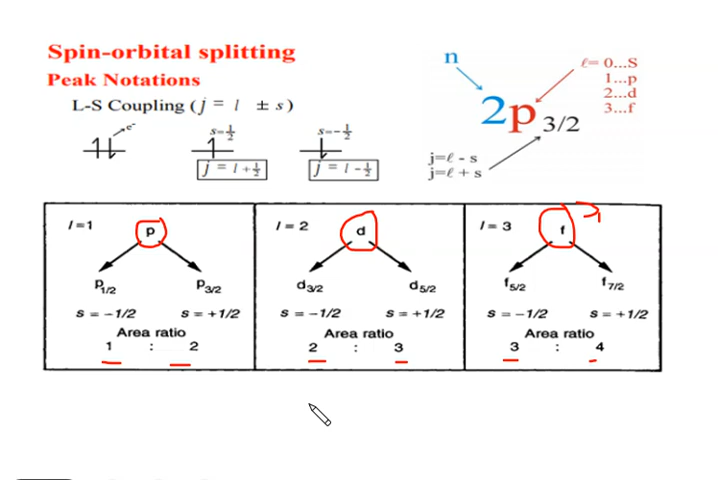 Spin-orbital splitting
Peak Notations
L-S Coupling ( j = l ± s )
e-
s=1/2
j = l + 1/2
s=-1/2
j = l - 1/2
n
2p3/2
ℓ= 0...S
1...p
2...d
3...f
j=ℓ - s
j=ℓ + s
l =1
p
P1/2 P3/2
s = −1/2 s = +1/2
Area ratio
1 : 2
l = 2
d
d3/2 d5/2
s = −1/2 s = +1/2
Area ratio
2 : 3
l = 3
f
f5/2 f7/2
s = −1/2 s = +1/2
Area ratio
3 : 4